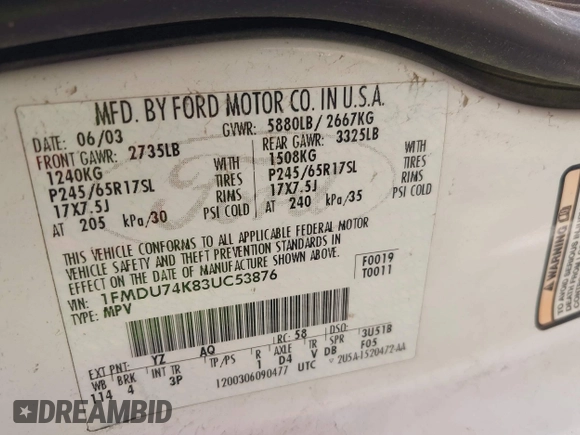 MFD. BY FORD MOTOR CO. IN U.S.A.
DATE: 06/03 GVWR: 5880LB/ 2667KG
FRONT GAWR: 2735LB REAR GAWR: 3325LB
1240KG WITH 1508KG WITH
P245/65R17SL TIRES P245/65R17SL TIRES
17X7.5J RIMS 17X7.5J RIMS
AT 205 kPa/30 PSI COLD AT 240 kPa/35 PSI COLD
THIS VEHICLE CONFORMS TO ALL APPLICABLE FEDERAL MOTOR
VEHICLE SAFETY AND THEFT PREVENTION STANDARDS IN
EFFECT ON THE DATE OF MANUFACTURE SHOWN ABOVE.
VIN: 1FMDU74K83UC53876 F0019
TYPE: MPV T0011
EXT PNT: YZ AQ RC: 58 DSO: 3U518
WB BRK INT TR TP/PS R AXLE TR SPR F05
114 4 3P 1 D4 V DB
1200306090477 UTC 2U5A-1520472-AA
WARNING
DREAMBID